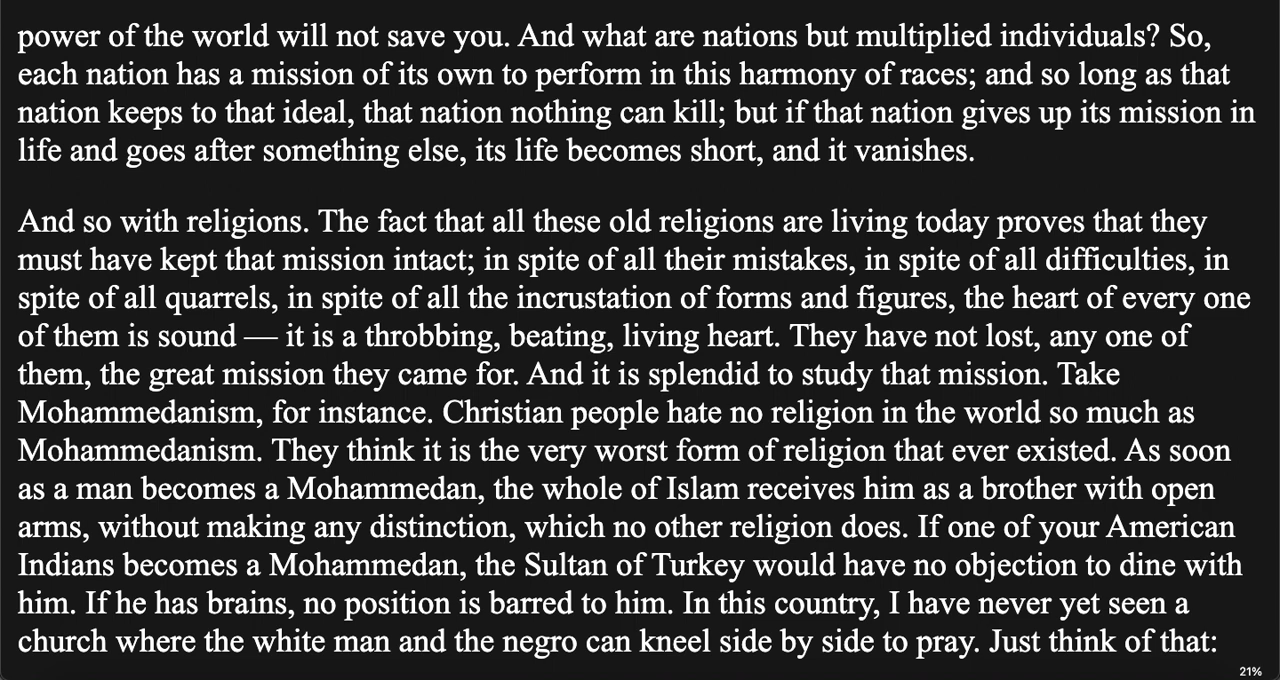 power of the world will not save you. And what are nations but multiplied individuals? So,
each nation has a mission of its own to perform in this harmony of races; and so long as that
nation keeps to that ideal, that nation nothing can kill; but if that nation gives up its mission in
life and goes after something else, its life becomes short, and it vanishes.
And so with religions. The fact that all these old religions are living today proves that they
must have kept that mission intact; in spite of all their mistakes, in spite of all difficulties, in
spite of all quarrels, in spite of all the incrustation of forms and figures, the heart of every one
of them is sound — it is a throbbing, beating, living heart. They have not lost, any one of
them, the great mission they came for. And it is splendid to study that mission. Take
Mohammedanism, for instance. Christian people hate no religion in the world so much as
Mohammedanism. They think it is the very worst form of religion that ever existed. As soon
as a man becomes a Mohammedan, the whole of Islam receives him as a brother with open
arms, without making any distinction, which no other religion does. If one of your American
Indians becomes a Mohammedan, the Sultan of Turkey would have no objection to dine with
him. If he has brains, no position is barred to him. In this country, I have never yet seen a
church where the white man and the negro can kneel side by side to pray. Just think of that:
21%